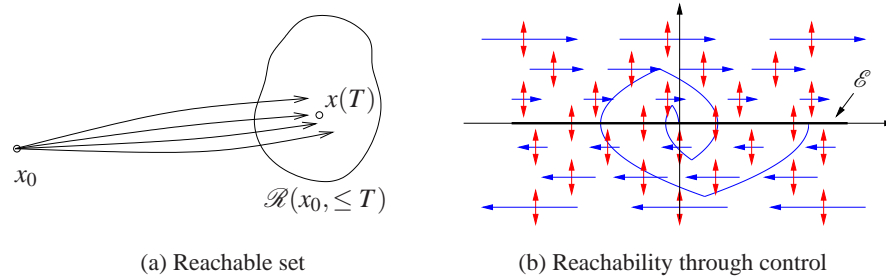 x(T)
x₀
ℛ(x₀, ≤ T)
(a) Reachable set
ℰ
(b) Reachability through control